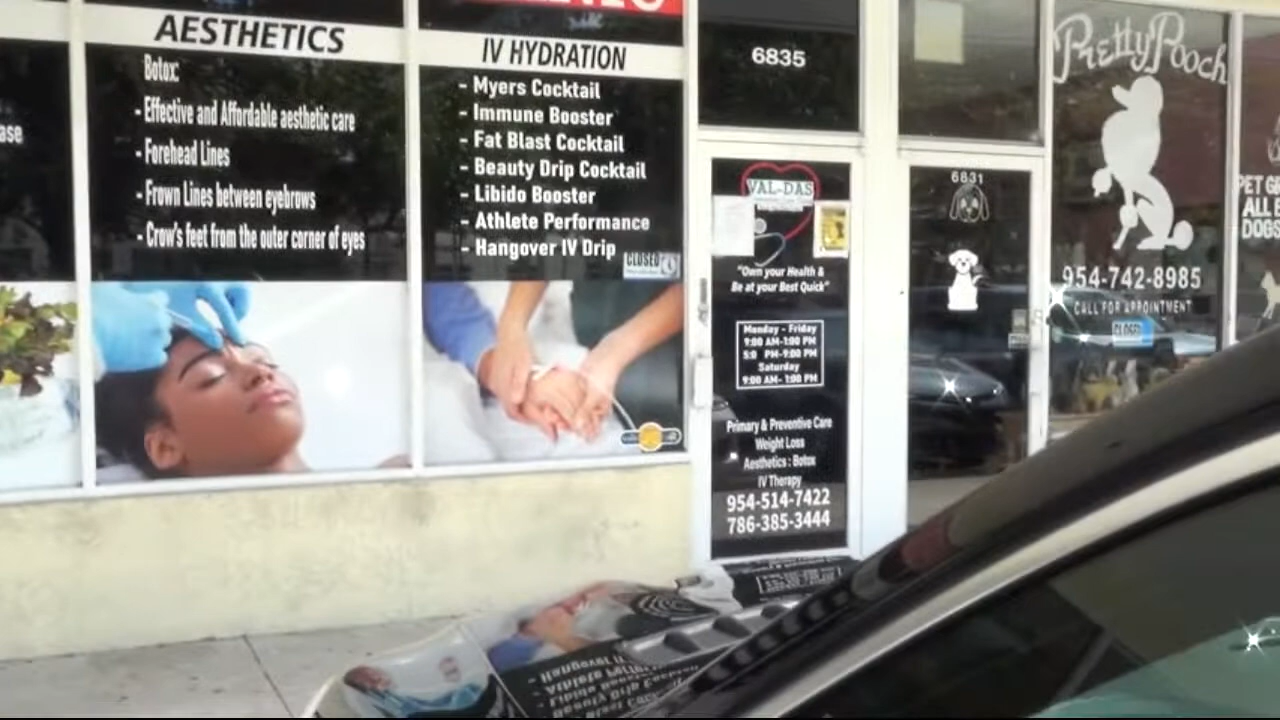 AESTHETICS
Botox:
- Effective and Affordable aesthetic care
- Forehead Lines
- Frown Lines between eyebrows
- Crow's feet from the outer corner of eyes
IV HYDRATION
- Myers Cocktail
- Immune Booster
- Fat Blast Cocktail
- Beauty Drip Cocktail
- Libido Booster
- Athlete Performance
- Hangover IV Drip
CLOSED
6835
VAL-DAS
"Own your Health &
Be at your Best Quick"
Monday - Friday
9:00 AM-1:00 PM
5:0 PM-9:00 PM
Saturday
9:00 AM- 1:00 PM
Primary & Preventive Care
Weight Loss
Aesthetics : Botox
IV Therapy
954-514-7422
786-385-3444
6831
Pretty Pooch
954-742-8985
CALL FOR APPOINTMENT
CLOSED
PET
ALL
DOGS